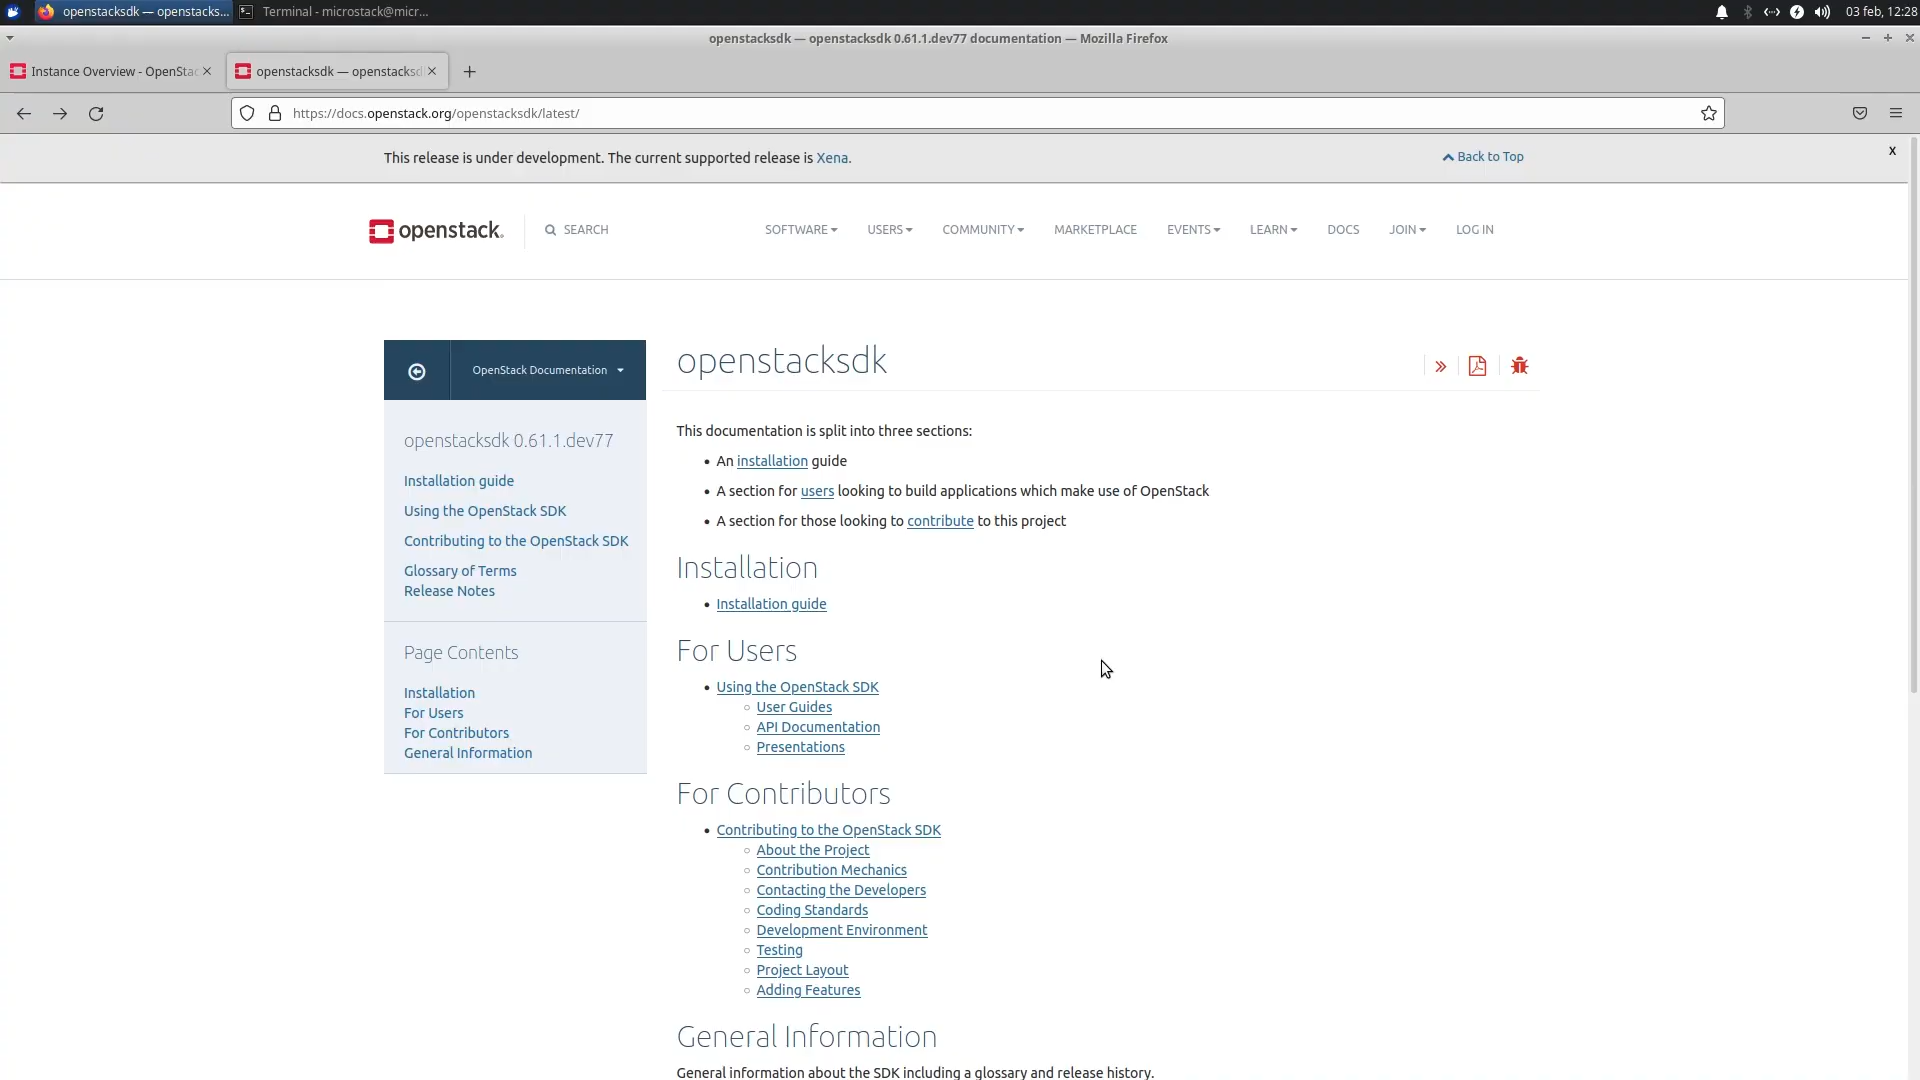 openstacksdk — openstacks...
Terminal - microstack@micr...
03 feb, 12:28
openstacksdk — openstacksdk 0.61.1.dev77 documentation — Mozilla Firefox
Instance Overview - OpenStac
openstacksdk — openstacksd
https://docs.openstack.org/openstacksdk/latest/
This release is under development. The current supported release is Xena.
Back to Top
x
openstack.
SEARCH
SOFTWARE
USERS
COMMUNITY
MARKETPLACE
EVENTS
LEARN
DOCS
JOIN
LOG IN
OpenStack Documentation
openstacksdk 0.61.1.dev77
Installation guide
Using the OpenStack SDK
Contributing to the OpenStack SDK
Glossary of Terms
Release Notes
Page Contents
Installation
For Users
For Contributors
General Information
openstacksdk
This documentation is split into three sections:
• An installation guide
• A section for users looking to build applications which make use of OpenStack
• A section for those looking to contribute to this project
Installation
• Installation guide
For Users
• Using the OpenStack SDK
◦ User Guides
◦ API Documentation
◦ Presentations
For Contributors
• Contributing to the OpenStack SDK
◦ About the Project
◦ Contribution Mechanics
◦ Contacting the Developers
◦ Coding Standards
◦ Development Environment
◦ Testing
◦ Project Layout
◦ Adding Features
General Information
General information about the SDK including a glossary and release history.